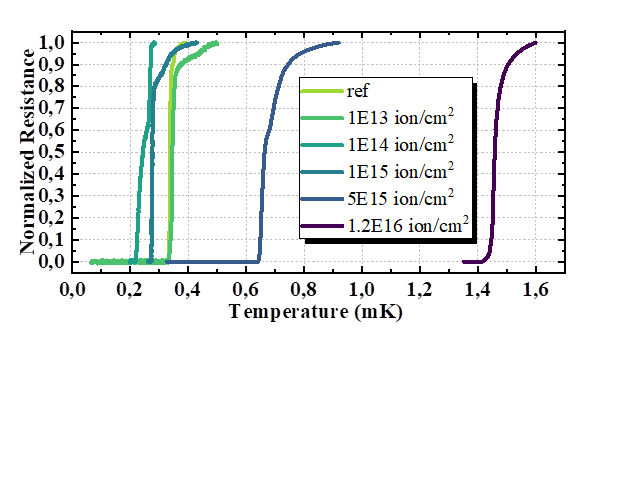 Normalized Resistance
1,0
0,9
0,8
0,7
0,6
0,5
0,4
0,3
0,2
0,1
0,0
ref
1E13 ion/cm²
1E14 ion/cm²
1E15 ion/cm²
5E15 ion/cm²
1.2E16 ion/cm²
0,0 0,2 0,4 0,6 0,8 1,0 1,2 1,4 1,6
Temperature (mK)